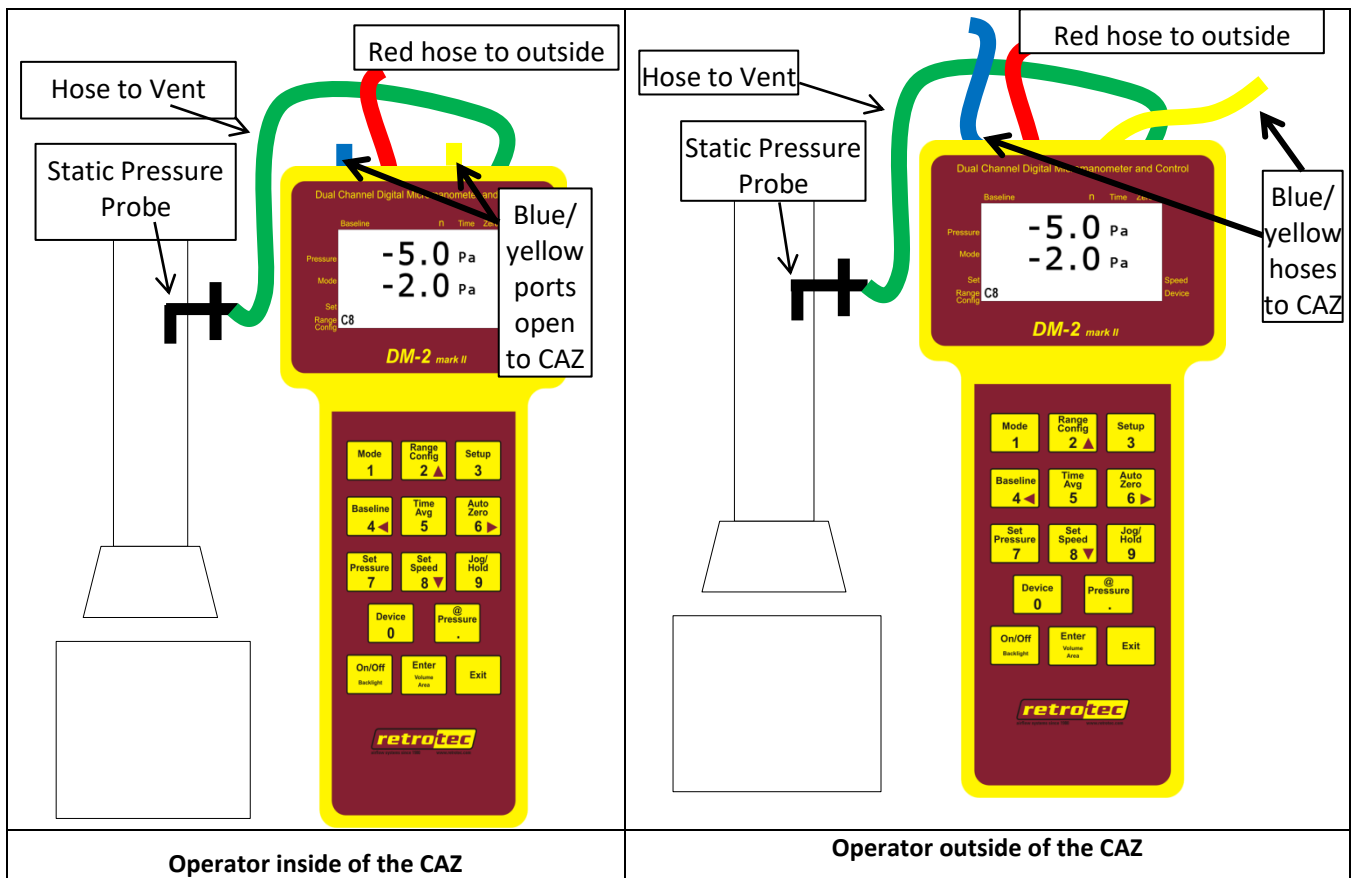 Red hose to outside
Hose to Vent
Static Pressure
Probe
Blue/
yellow
ports
open
to CAZ
Dual Channel Digital Micromanometer and
Baseline n Time Zero
Pressure
Mode
Set
Range
Config
-5.0 Pa
-2.0 Pa
C8
DM-2 mark II
Mode
1
Range
Config
2
Setup
3
Baseline
4
Time
Avg
5
Auto
Zero
6
Set
Pressure
7
Set
Speed
8
Jog/
Hold
9
Device
0
@
Pressure
.
On/Off
Backlight
Enter
Volume
Area
Exit
retrotec
Operator inside of the CAZ
Red hose to outside
Hose to Vent
Static Pressure
Probe
Blue/
yellow
hoses
to CAZ
Dual Channel Digital Micromanometer and Control
Baseline n Time Zero
Pressure
Mode
Set
Range
Config
-5.0 Pa
-2.0 Pa
C8
Speed
Device
DM-2 mark II
Mode
1
Range
Config
2
Setup
3
Baseline
4
Time
Avg
5
Auto
Zero
6
Set
Pressure
7
Set
Speed
8
Jog/
Hold
9
Device
0
@
Pressure
.
On/Off
Backlight
Enter
Volume
Area
Exit
retrotec
Operator outside of the CAZ